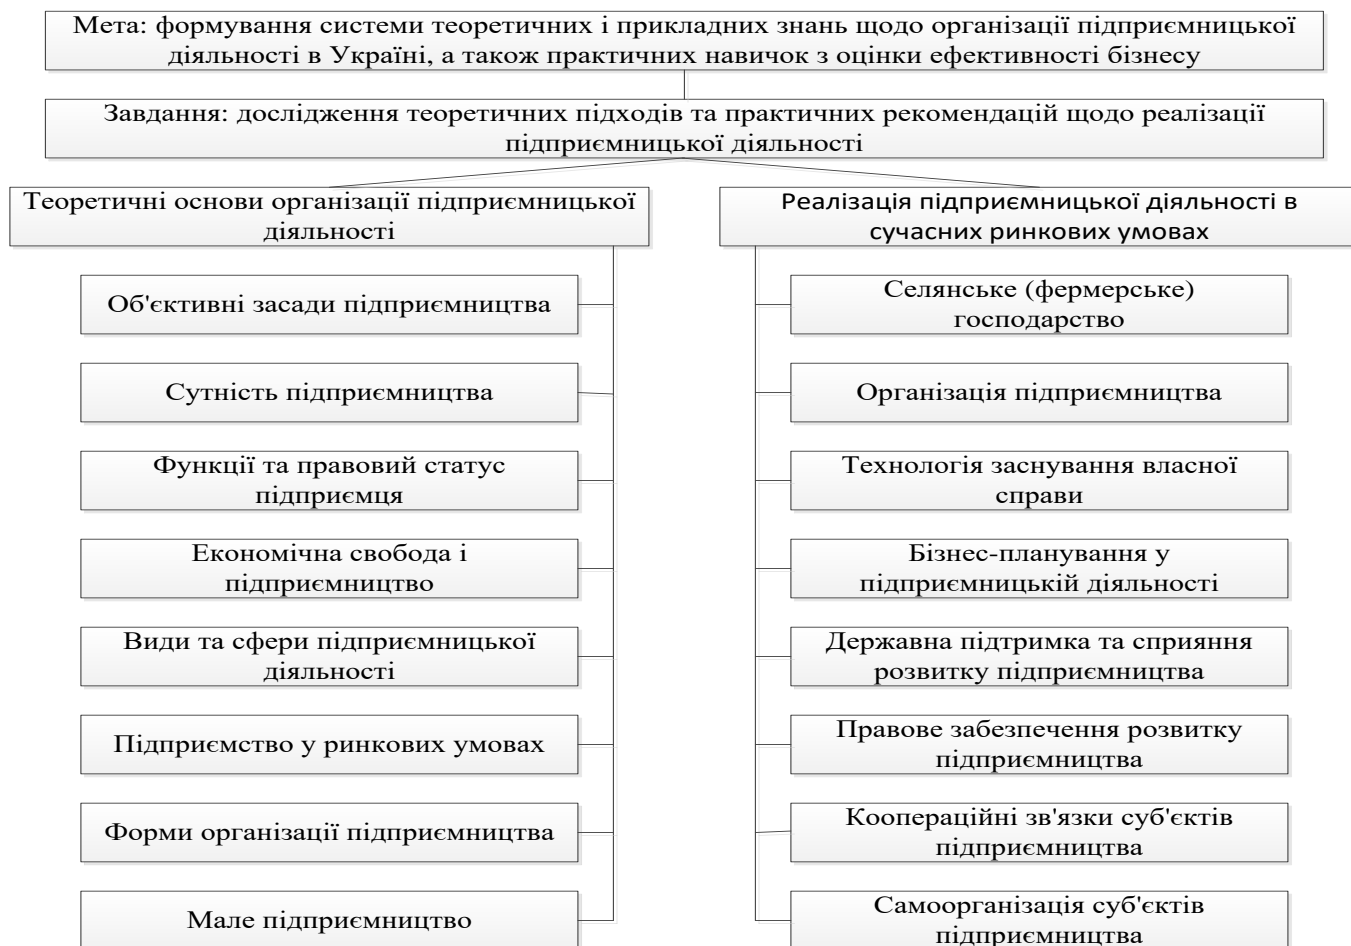 Мета: формування системи теоретичних і прикладних знань щодо організації підприємницької
діяльності в Україні, а також практичних навичок з оцінки ефективності бізнесу
Завдання: дослідження теоретичних підходів та практичних рекомендацій щодо реалізації
підприємницької діяльності
Теоретичні основи організації підприємницької
діяльності
Об'єктивні засади підприємництва
Сутність підприємництва
Функції та правовий статус
підприємця
Економічна свобода і
підприємництво
Види та сфери підприємницької
діяльності
Підприємство у ринкових умовах
Форми організації підприємництва
Мале підприємництво
Реалізація підприємницької діяльності в
сучасних ринкових умовах
Селянське (фермерське)
господарство
Організація підприємництва
Технологія заснування власної
справи
Бізнес-планування у
підприємницькій діяльності
Державна підтримка та сприяння
розвитку підприємництва
Правове забезпечення розвитку
підприємництва
Коопераційні зв'язки суб'єктів
підприємництва
Самоорганізація суб'єктів
підприємництва